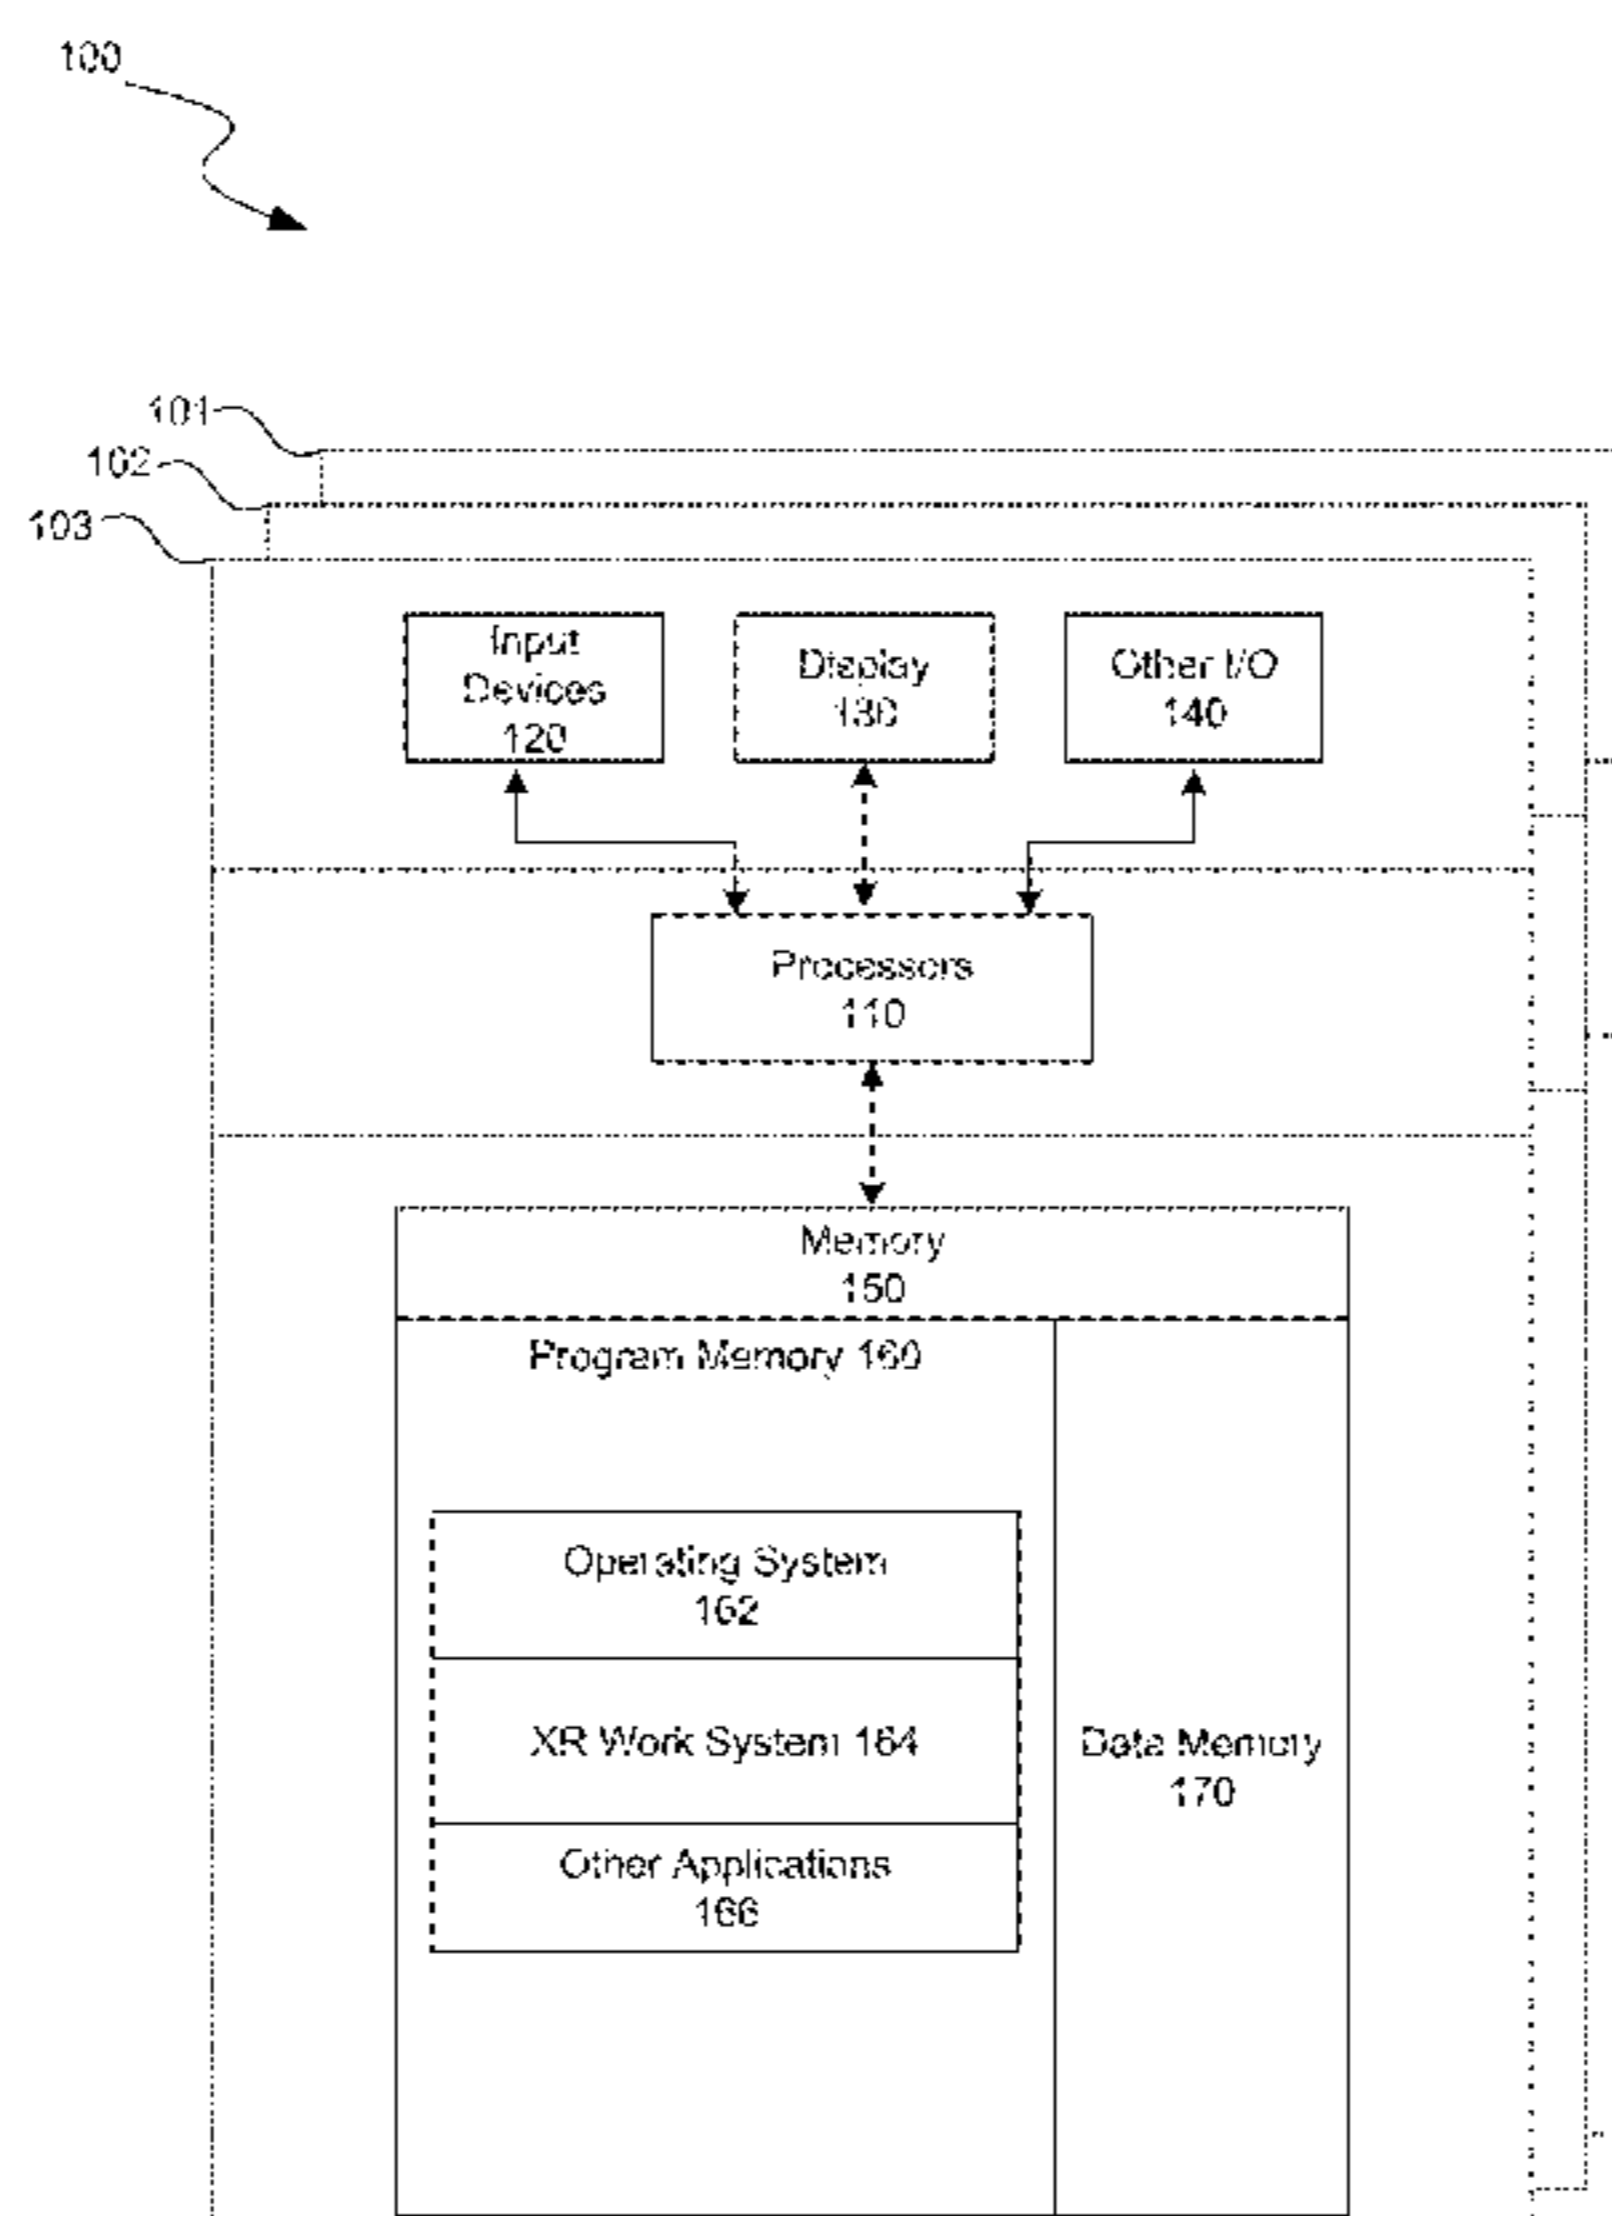 100
101
102
103
Input
Devices
120
Display
130
Other I/O
140
Processors
110
Memory
150
Program Memory 160
Operating System
162
XR Work System 164
Other Applications
166
Data Memory
170